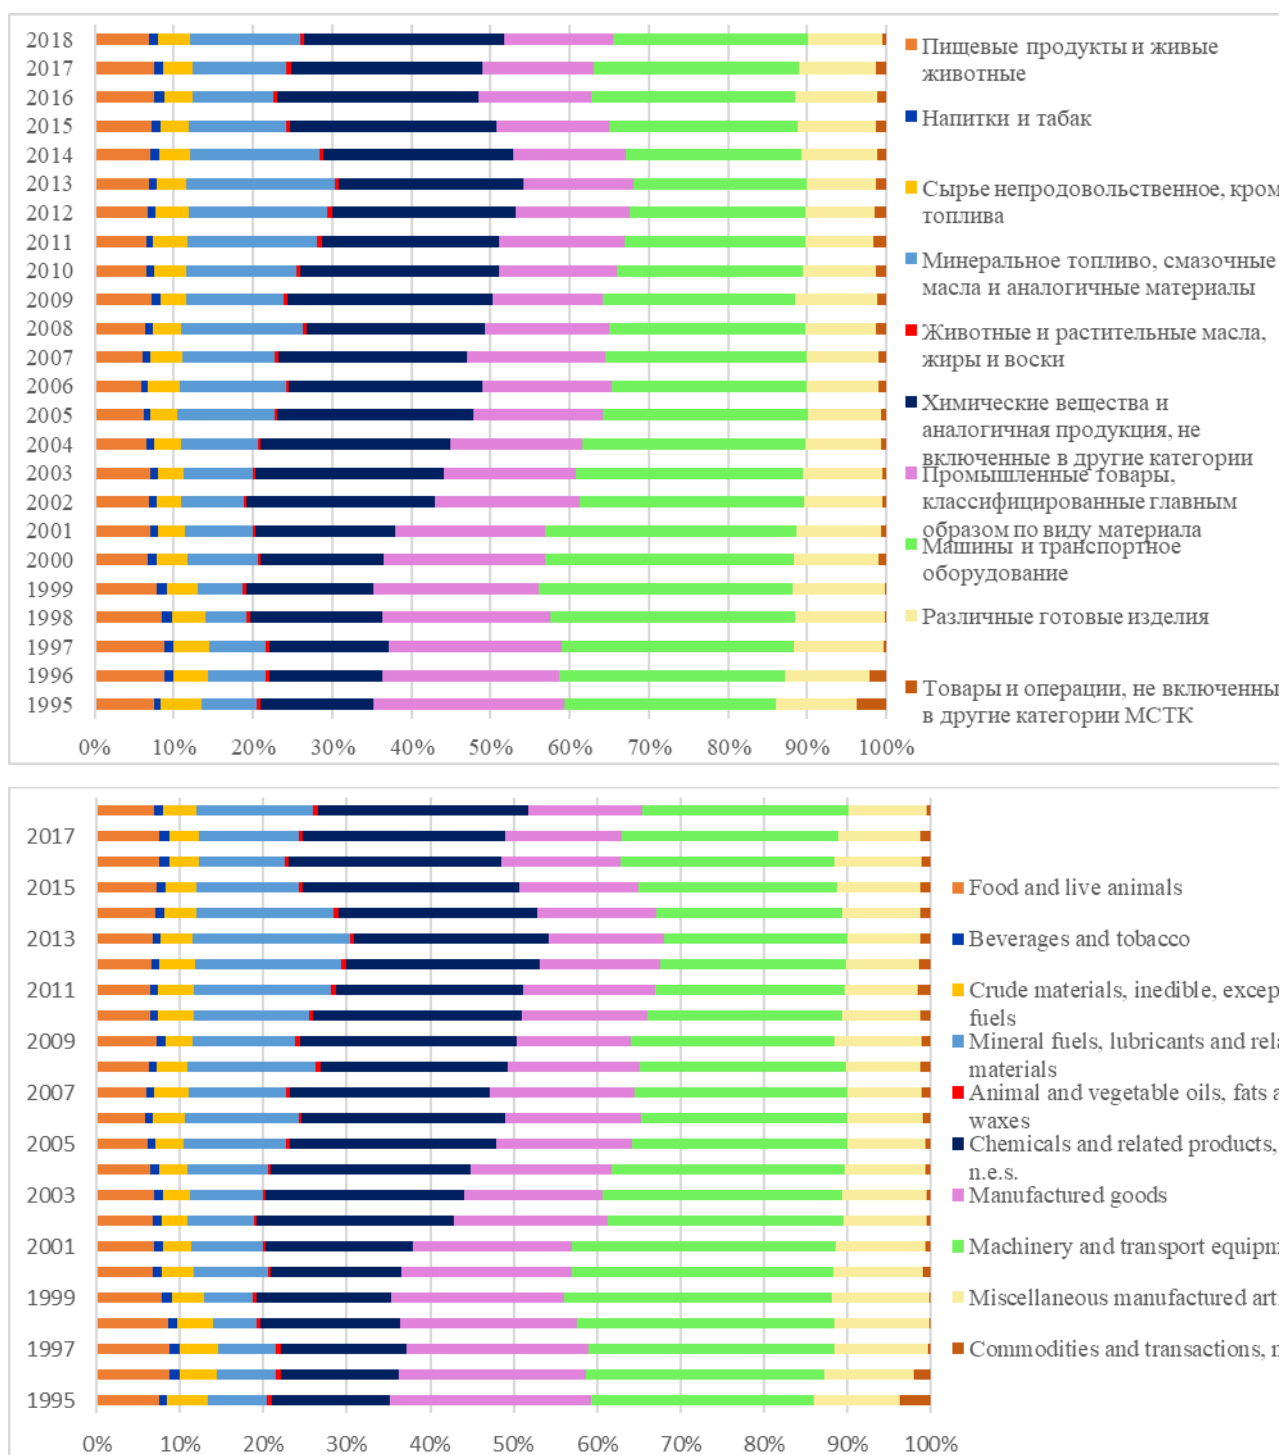 2018
2017
2016
2015
2014
2013
2012
2011
2010
2009
2008
2007
2006
2005
2004
2003
2002
2001
2000
1999
1998
1997
1996
1995
0% 10% 20% 30% 40% 50% 60% 70% 80% 90% 100%
Пищевые продукты и живые
животные
Напитки и табак
Сырье непродовольственное, кром
топлива
Минеральное топливо, смазочные
масла и аналогичные материалы
Животные и растительные масла,
жиры и воски
Химические вещества и
аналогичная продукция, не
включенные в другие категории
Промышленные товары,
классифицированные главным
образом по виду материала
Машины и транспортное
оборудование
Различные готовые изделия
Товары и операции, не включенны
в другие категории МСТК
2017
2015
2013
2011
2009
2007
2005
2003
2001
1999
1997
1995
0% 10% 20% 30% 40% 50% 60% 70% 80% 90% 100%
Food and live animals
Beverages and tobacco
Crude materials, inedible, excep
fuels
Mineral fuels, lubricants and rela
materials
Animal and vegetable oils, fats a
waxes
Chemicals and related products,
n.e.s.
Manufactured goods
Machinery and transport equipm
Miscellaneous manufactured art
Commodities and transactions, n